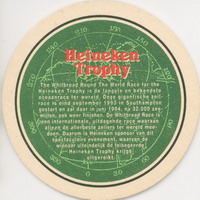 Heineken
Trophy
The Whitbread Round The World Race for the
Heineken Trophy is de langste en bekendste
oceaanrace ter wereld. Deze gigantische zeil-
race is eind september 1993 in Southampton
gestart en zal daar in juni 1994, na 32.000 zee-
mijlen, ook weer finishen. De Whitbread Race is
een internationale, uitdagende race waaraan
alleen de allerbeste zeilers ter wereld mee
doen. Daarom is Heineken sponsor van dit
spectaculaire evenement, waarvan de
winnaar uiteindelijk de felbegeerde
Heineken Trophy krijgt
uitgereikt.